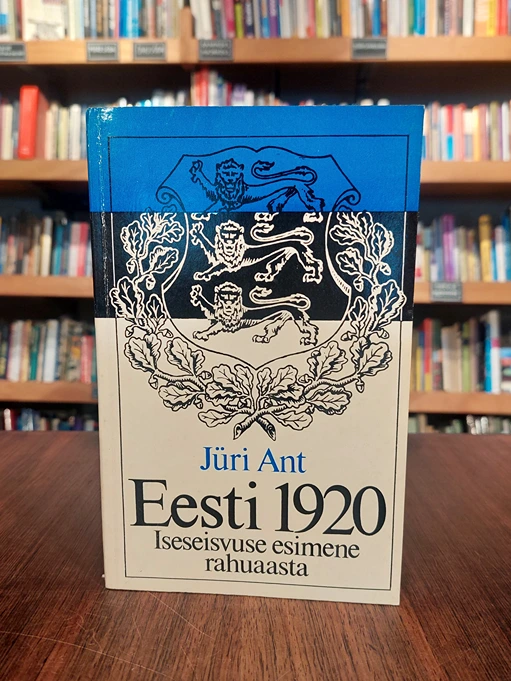 Jüri Ant
Eesti 1920
Iseseisvuse esimene
rahuaasta